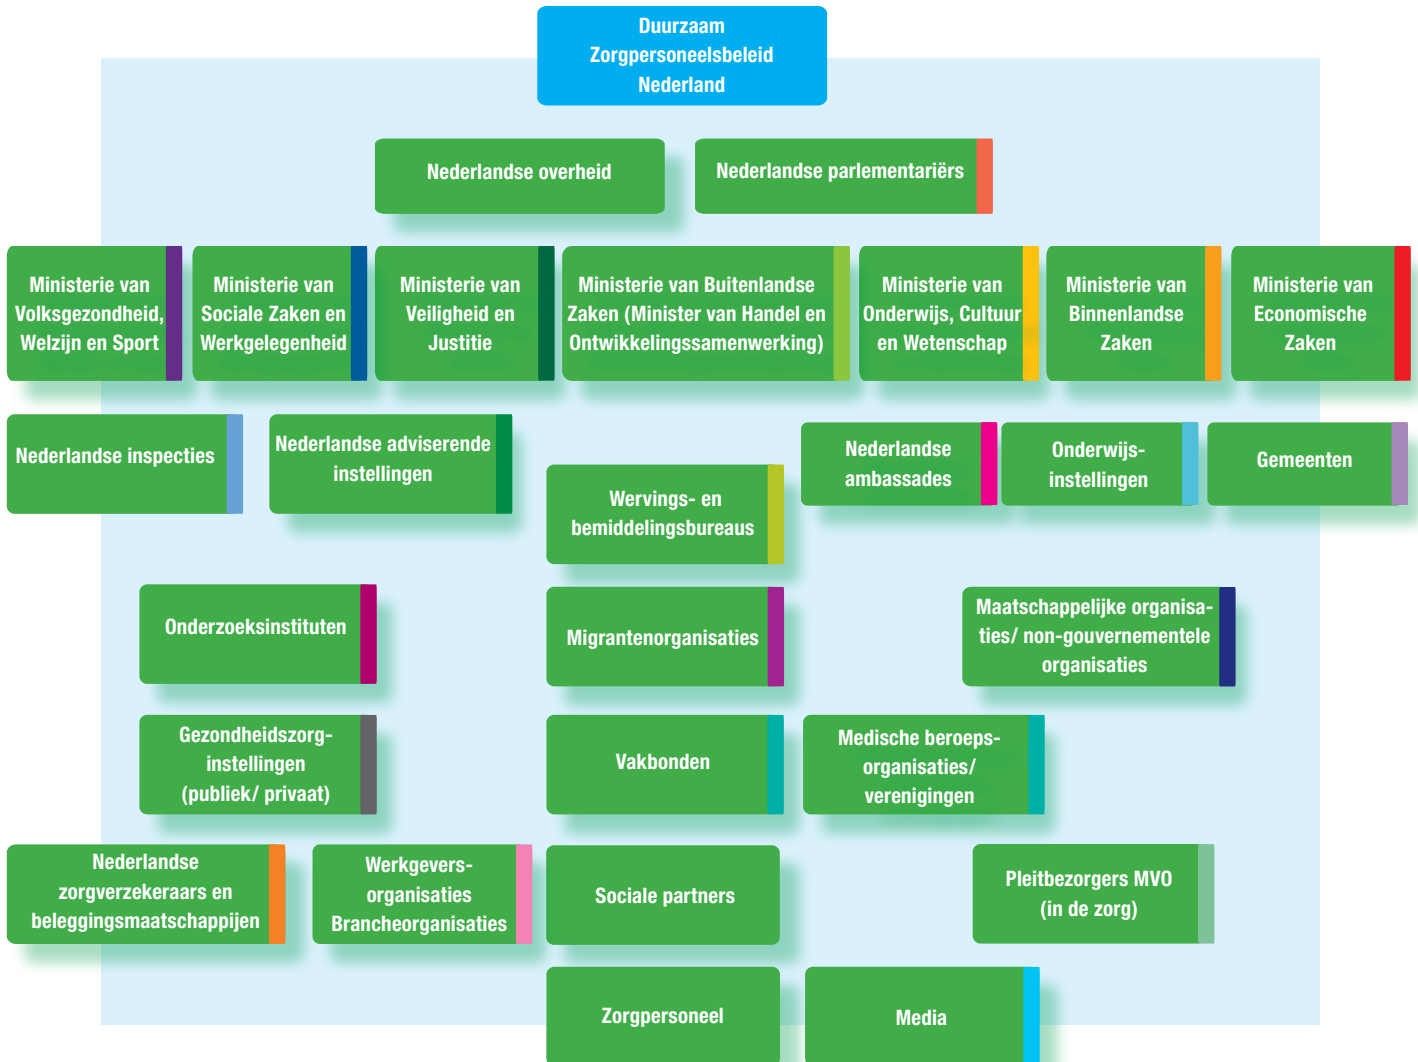 Duurzaam
Zorgpersoneelsbeleid
Nederland
Nederlandse overheid
Nederlandse parlementariërs
Ministerie van
Volksgezondheid,
Welzijn en Sport
Ministerie van
Sociale Zaken en
Werkgelegenheid
Ministerie van
Veiligheid en
Justitie
Ministerie van Buitenlandse
Zaken (Minister van Handel en
Ontwikkelingssamenwerking)
Ministerie van
Onderwijs, Cultuur
en Wetenschap
Ministerie van
Binnenlandse
Zaken
Ministerie van
Economische
Zaken
Nederlandse inspecties
Nederlandse adviserende
instellingen
Wervings- en
bemiddelingsbureaus
Nederlandse
ambassades
Onderwijs-
instellingen
Gemeenten
Onderzoeksinstituten
Migrantenorganisaties
Maatschappelijke organisa-
ties/ non-gouvernementele
organisaties
Gezondheidszorg-
instellingen
(publiek/ privaat)
Vakbonden
Medische beroeps-
organisaties/
verenigingen
Nederlandse
zorgverzekeraars en
beleggingsmaatschappijen
Werkgevers-
organisaties
Brancheorganisaties
Sociale partners
Pleitbezorgers MVO
(in de zorg)
Zorgpersoneel
Media